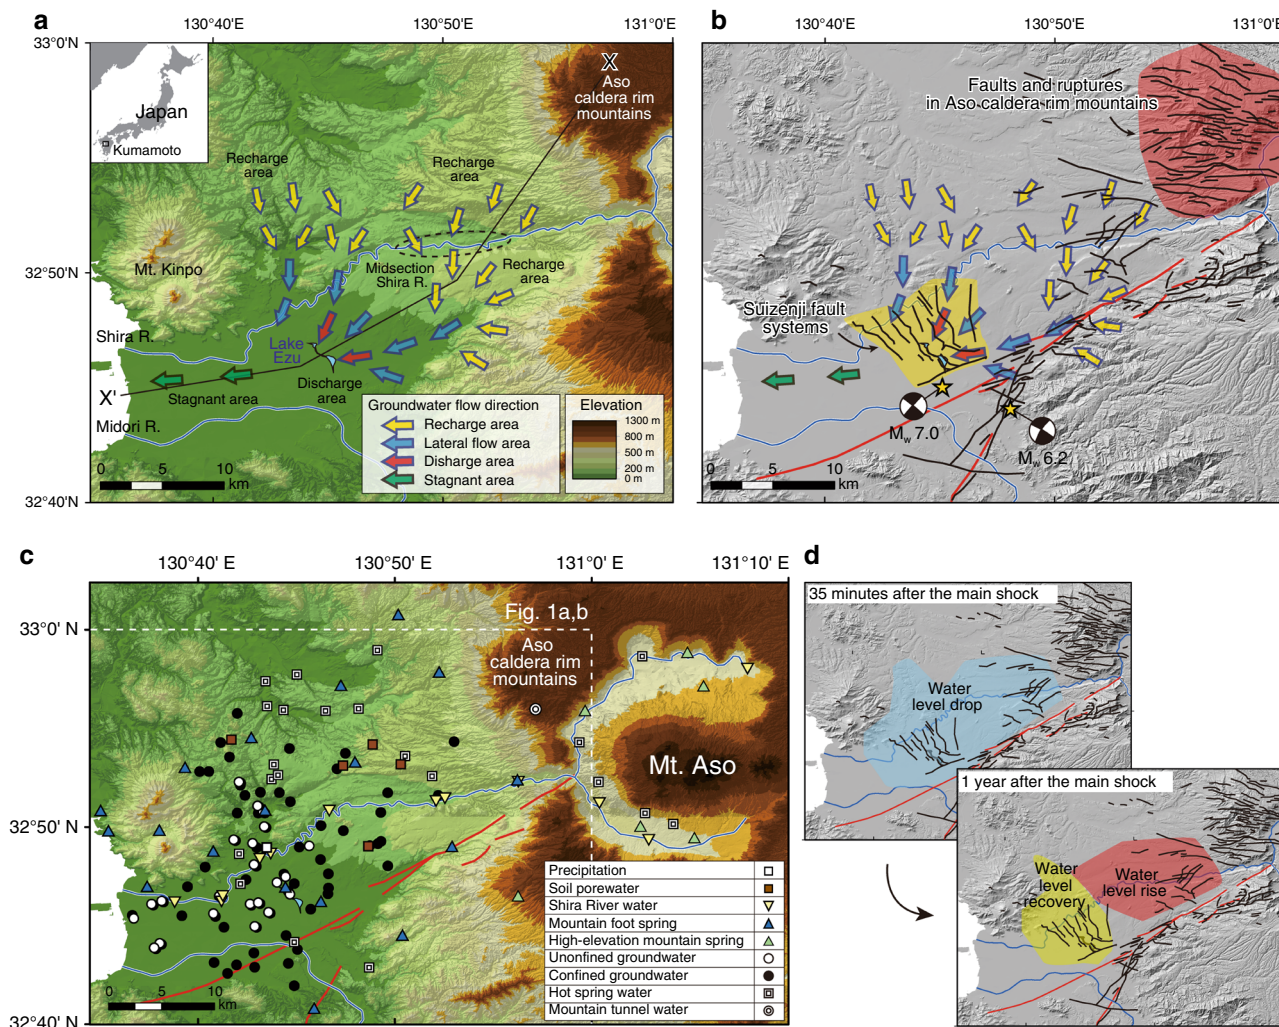 a
130°40' E
130°50' E
131°0' E
33°0'N
32°50'N
32°40'N
Japan
Kumamoto
X
Aso
caldera rim
mountains
Recharge
area
Recharge
area
Mt. Kinpo
Midsection
Shira R.
Recharge
area
Shira R.
Lake
Ezu
Discharge
area
X'
Stagnant area
Midori R.
0 5 10 km
Groundwater flow direction
Recharge area
Lateral flow area
Disharge area
Stagnant area
Elevation
1300 m
800 m
500 m
200 m
0 m
b
130°40' E
130°50' E
131°0' E
Faults and ruptures
in Aso caldera rim mountains
Suizenji fault
systems
Mw 7.0
Mw 6.2
0 5 10 km
c
130°40' E
130°50' E
131°0' E
131°10' E
33°0' N
32°50' N
32°40' N
Fig. 1a,b
Aso
caldera rim
mountains
Mt. Aso
0 5 10 km
Precipitation
Soil porewater
Shira River water
Mountain foot spring
High-elevation mountain spring
Unonfined groundwater
Confined groundwater
Hot spring water
Mountain tunnel water
d
35 minutes after the main shock
Water
level drop
1 year after the main shock
Water
level
recovery
Water
level rise